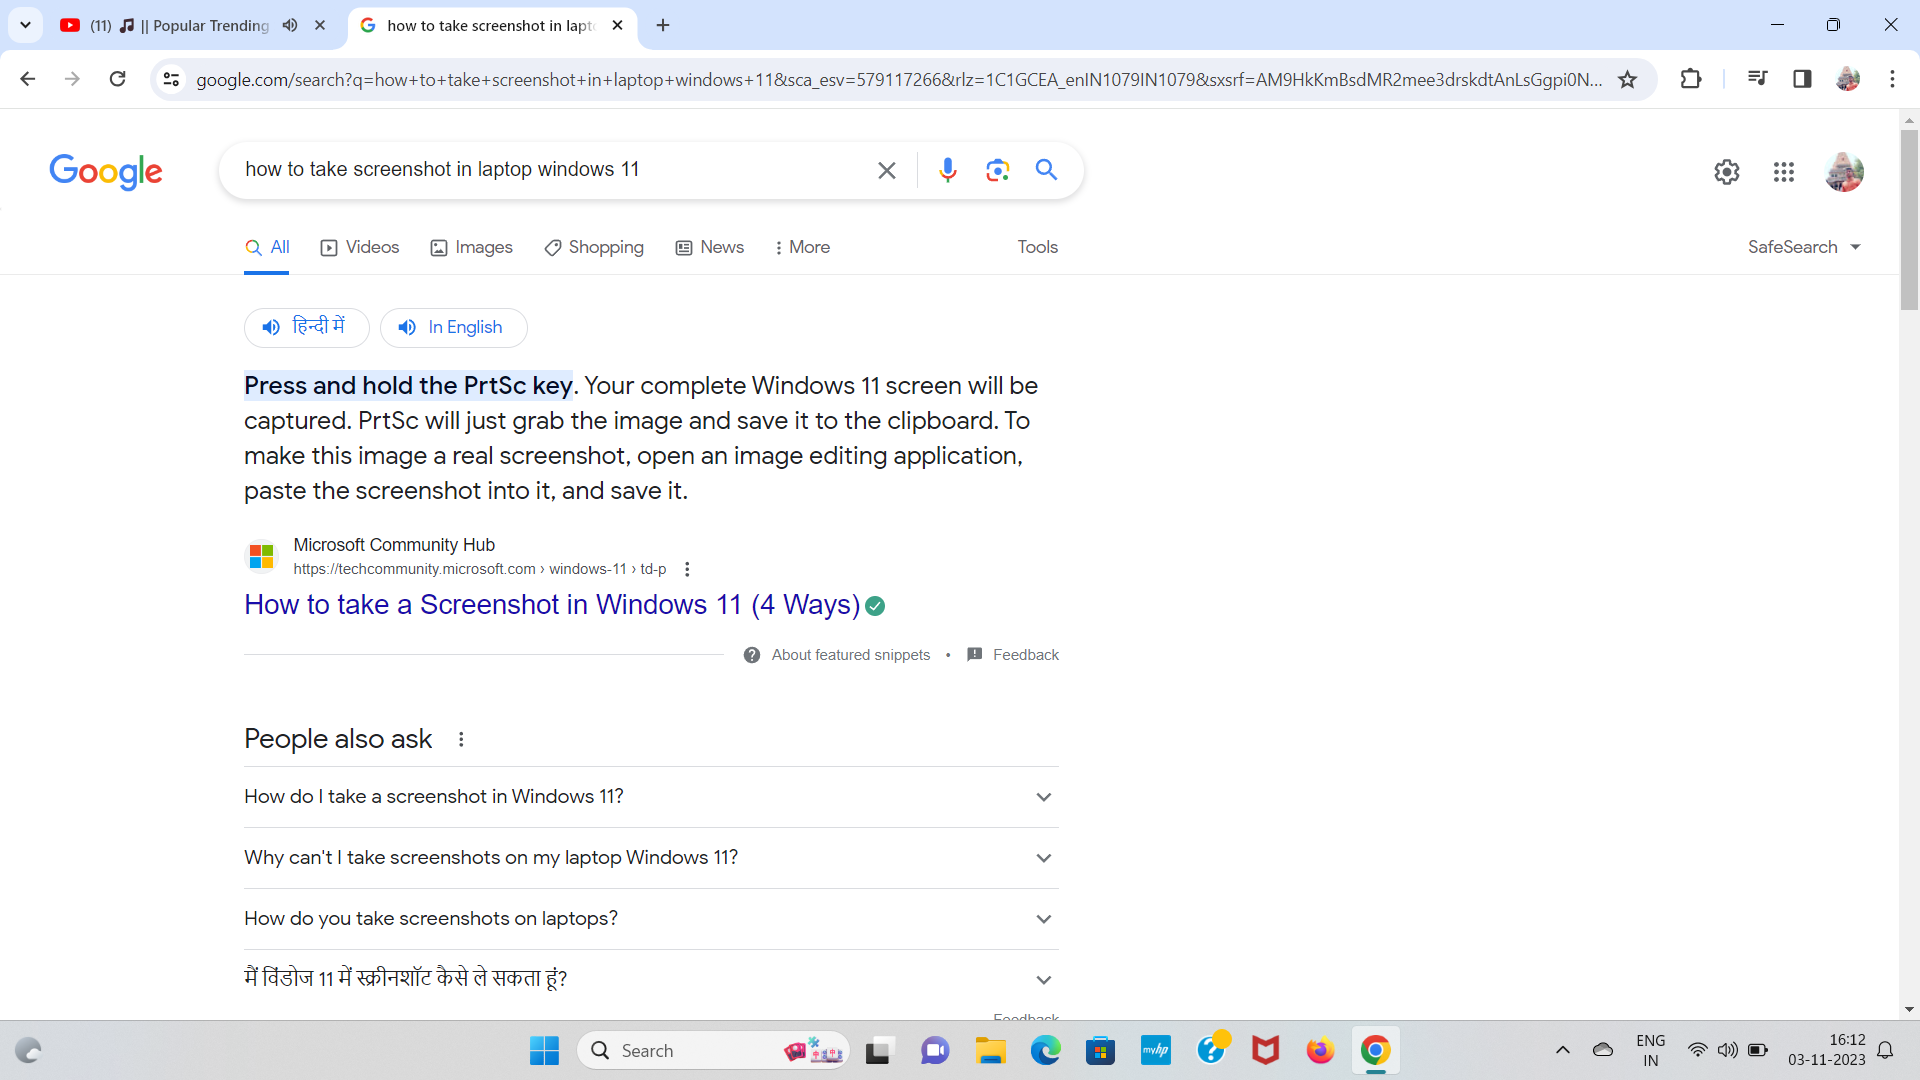 (11) 🎵 || Popular Trending
how to take screenshot in lapt
google.com/search?q=how+to+take+screenshot+in+laptop+windows+11&sca_esv=579117266&rlz=1C1GCEA_enIN1079IN1079&sxsrf=AM9HkKmBsdMR2mee3drskdtAnLsGgpi0N...
Google
how to take screenshot in laptop windows 11
All Videos Images Shopping News More Tools SafeSearch
हिन्दी में In English
Press and hold the PrtSc key. Your complete Windows 11 screen will be
captured. PrtSc will just grab the image and save it to the clipboard. To
make this image a real screenshot, open an image editing application,
paste the screenshot into it, and save it.
Microsoft Community Hub
https://techcommunity.microsoft.com › windows-11 › td-p
How to take a Screenshot in Windows 11 (4 Ways)
About featured snippets • Feedback
People also ask
How do I take a screenshot in Windows 11?
Why can't I take screenshots on my laptop Windows 11?
How do you take screenshots on laptops?
मैं विंडोज 11 में स्क्रीनशॉट कैसे ले सकता हूं?
Feedback
Search
myhp
ENG
IN
16:12
03-11-2023